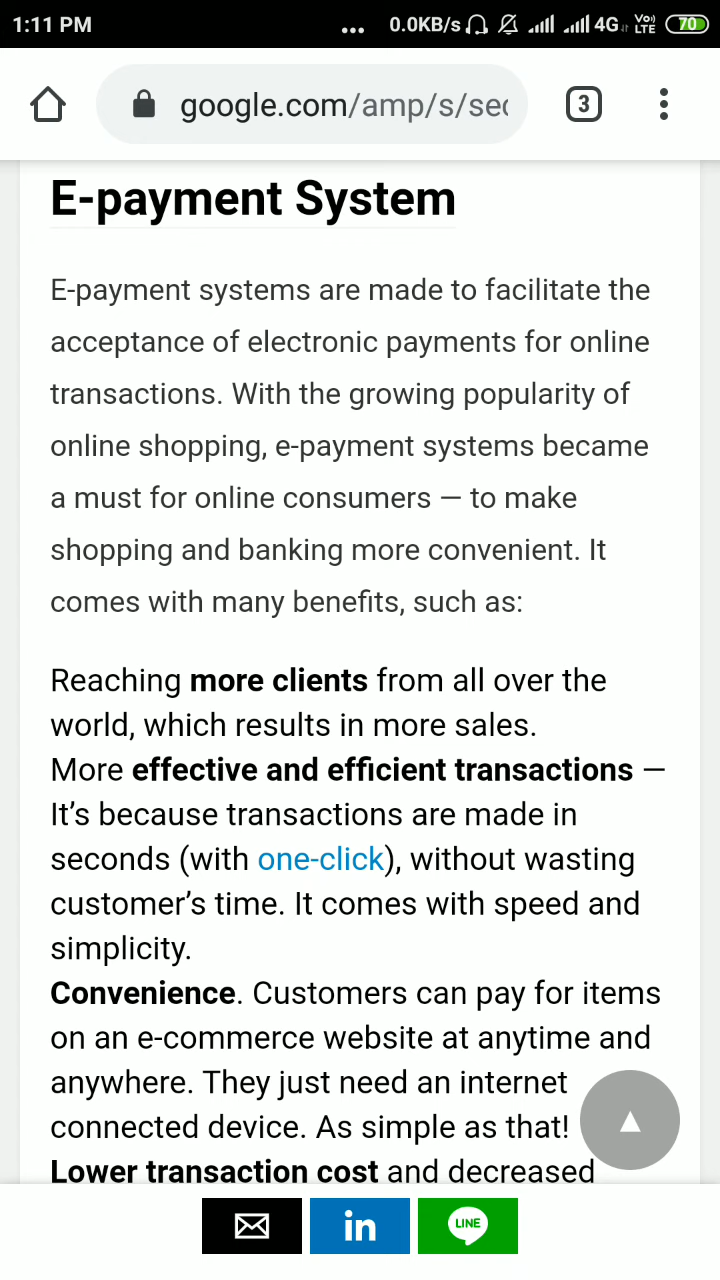 1:11 PM
... 0.0KB/s 4G VoLTE 70
google.com/amp/s/sec
3
E-payment System
E-payment systems are made to facilitate the
acceptance of electronic payments for online
transactions. With the growing popularity of
online shopping, e-payment systems became
a must for online consumers — to make
shopping and banking more convenient. It
comes with many benefits, such as:
Reaching more clients from all over the
world, which results in more sales.
More effective and efficient transactions —
It’s because transactions are made in
seconds (with one-click), without wasting
customer’s time. It comes with speed and
simplicity.
Convenience. Customers can pay for items
on an e-commerce website at anytime and
anywhere. They just need an internet
connected device. As simple as that!
Lower transaction cost and decreased
in
LINE